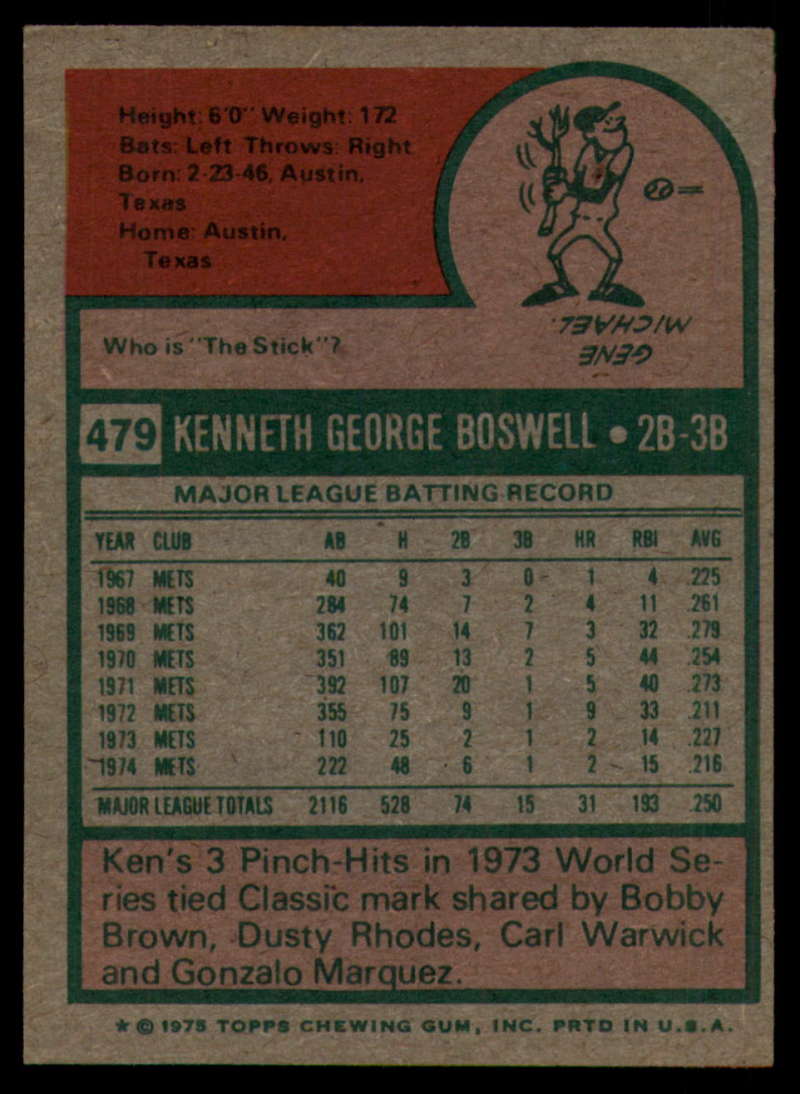 Height: 6'0" Weight: 172
Bats: Left Throws: Right
Born: 2-23-46, Austin,
Texas
Home: Austin,
Texas
Who is "The Stick"?
GENE
MICHAEL.
479 KENNETH GEORGE BOSWELL • 2B-3B
MAJOR LEAGUE BATTING RECORD
YEAR CLUB AB H 2B 3B HR RBI AVG
1967 METS 40 9 3 0 1 4 .225
1968 METS 284 74 7 2 4 11 .261
1969 METS 362 101 14 7 3 32 .279
1970 METS 351 89 13 2 5 44 .254
1971 METS 392 107 20 1 5 40 .273
1972 METS 355 75 9 1 9 33 .211
1973 METS 110 25 2 1 2 14 .227
1974 METS 222 48 6 1 2 15 .216
MAJOR LEAGUE TOTALS 2116 528 74 15 31 193 .250
Ken's 3 Pinch-Hits in 1973 World Se-
ries tied Classic mark shared by Bobby
Brown, Dusty Rhodes, Carl Warwick
and Gonzalo Marquez.
★ © 1975 TOPPS CHEWING GUM, INC. PRTD IN U.S.A.